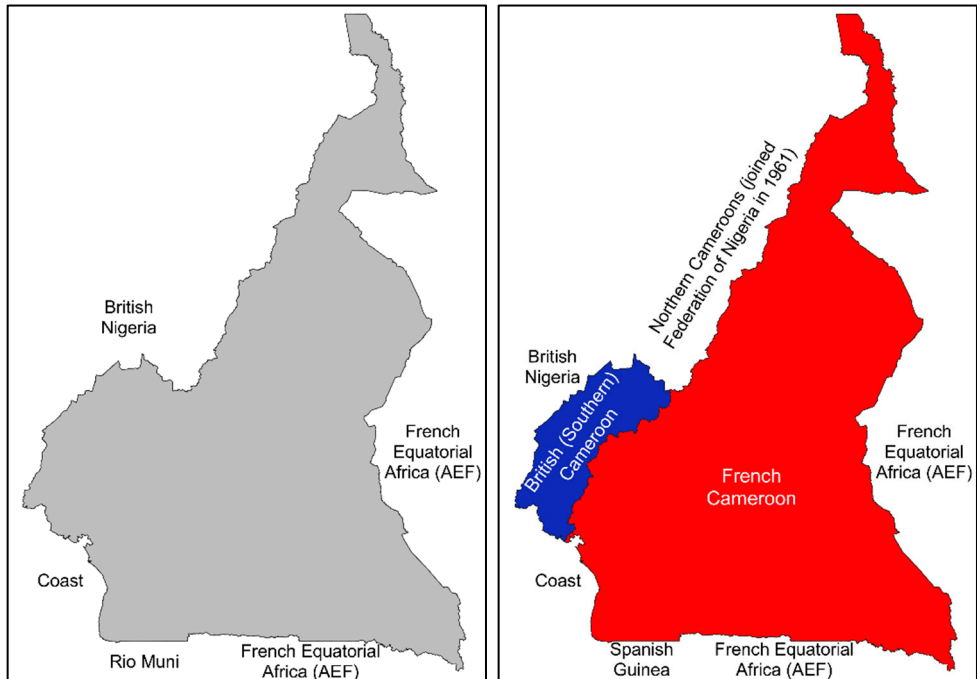 British
Nigeria
French
Equatorial
Africa (AEF)
Coast
Rio Muni
French Equatorial
Africa (AEF)
Northern Cameroons (joined
Federation of Nigeria in 1961)
British
Nigeria
British (Southern)
Cameroon
French
Cameroon
French
Equatorial
Africa (AEF)
Coast
Spanish
Guinea
French Equatorial
Africa (AEF)